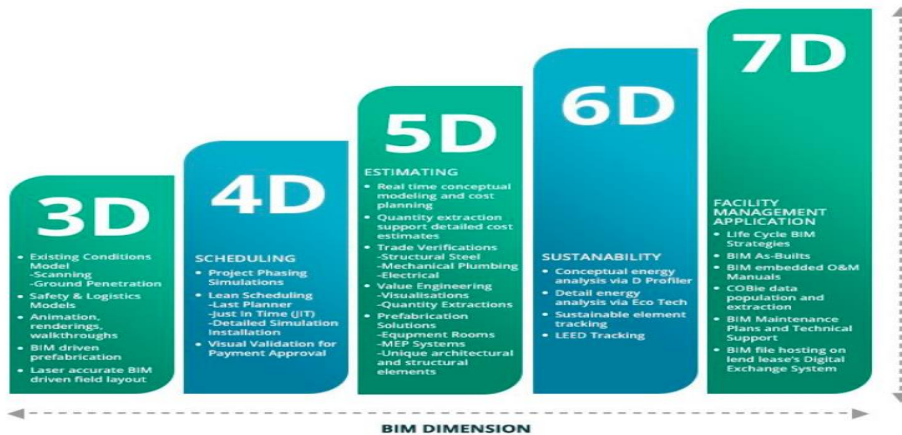 3D
• Existing Conditions
Model
-Scanning
-Ground Penetration
• Safety & Logistics
Models
• Animation,
renderings,
walkthroughs
• BIM driven
prefabrication
• Laser accurate BIM
driven field layout
4D
SCHEDULING
• Project Phasing
Simulations
• Lean Scheduling
-Last Planner
-Just In Time (JIT)
-Detailed Simulation
Installation
• Visual Validation for
Payment Approval
5D
ESTIMATING
• Real time conceptual
modeling and cost
planning
• Quantity extraction
support detailed cost
estimates
• Trade Verifications
-Structural Steel
-Mechanical Plumbing
-Electrical
• Value Engineering
-Visualisations
-Quantity Extractions
• Prefabrication
Solutions
-Equpment Rooms
-MEP Systems
-Unique architectural
and structural
elements
6D
SUSTANABILITY
• Conceptual energy
analysis via D Profiler
• Detail energy
analysis via Eco Tech
• Sustainable element
tracking
• LEED Tracking
7D
FACILITY
MANAGEMENT
APPLICATION
• Life Cycle BIM
Strategies
• BIM As-Builts
• BIM embedded O&M
Manuals
• COBie data
population and
extraction
• BIM Maintenance
Plans and Technical
Support
• BIM file hosting on
lend lease's Digital
Exchange System
BIM DIMENSION